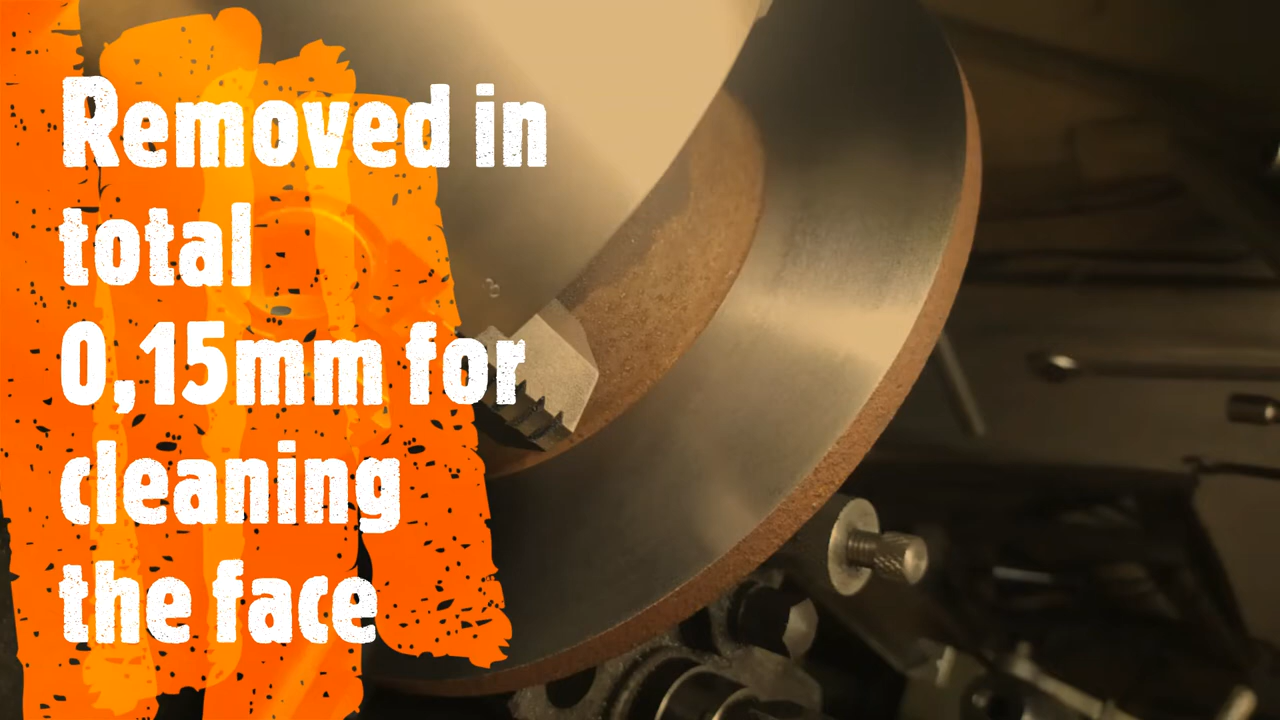 Removed in
total
0,15mm for
cleaning
the face